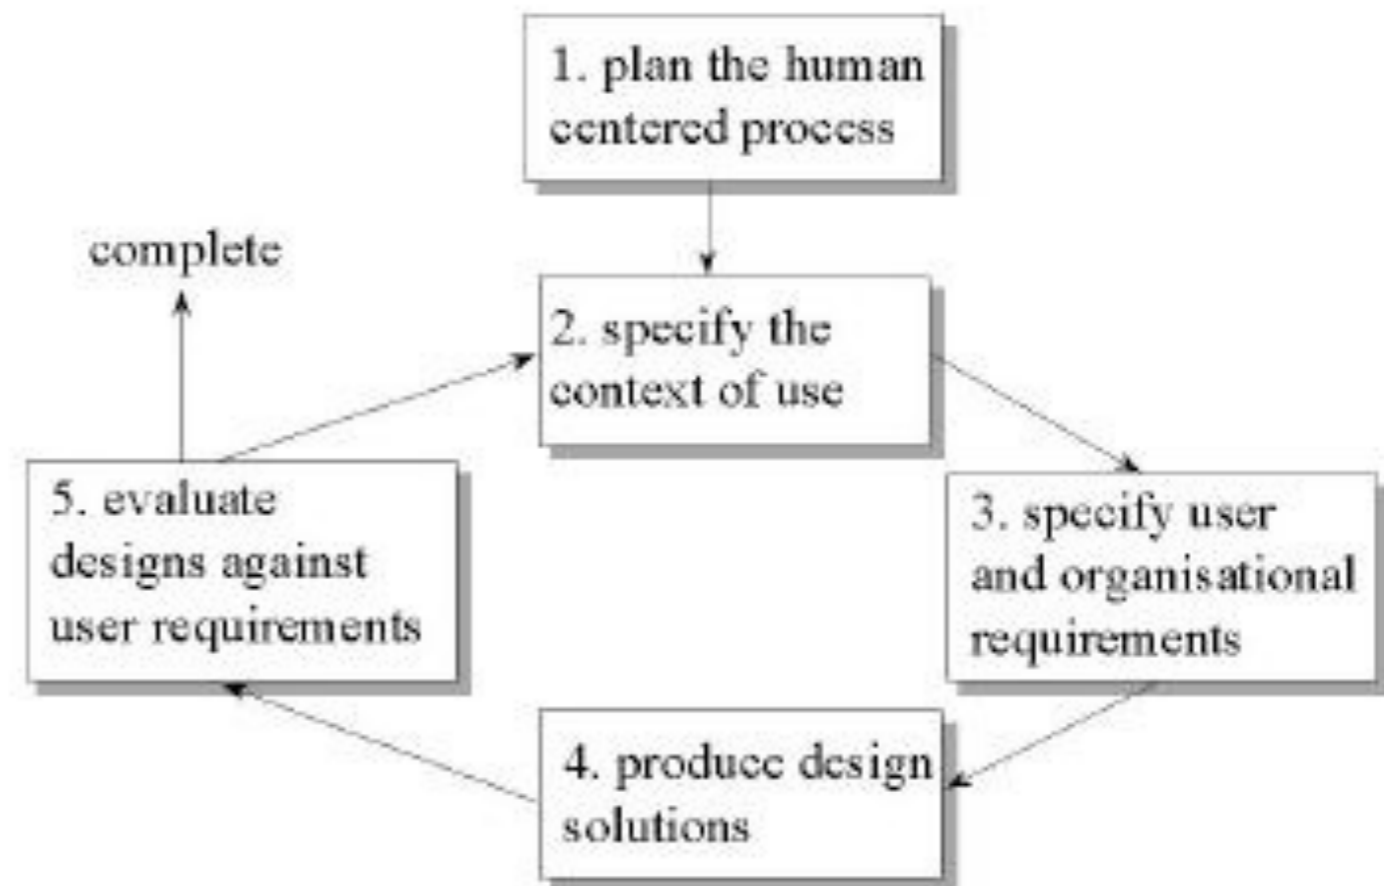 1. plan the human
centered process
complete
2. specify the
context of use
5. evaluate
designs against
user requirements
3. specify user
and organisational
requirements
4. produce design
solutions